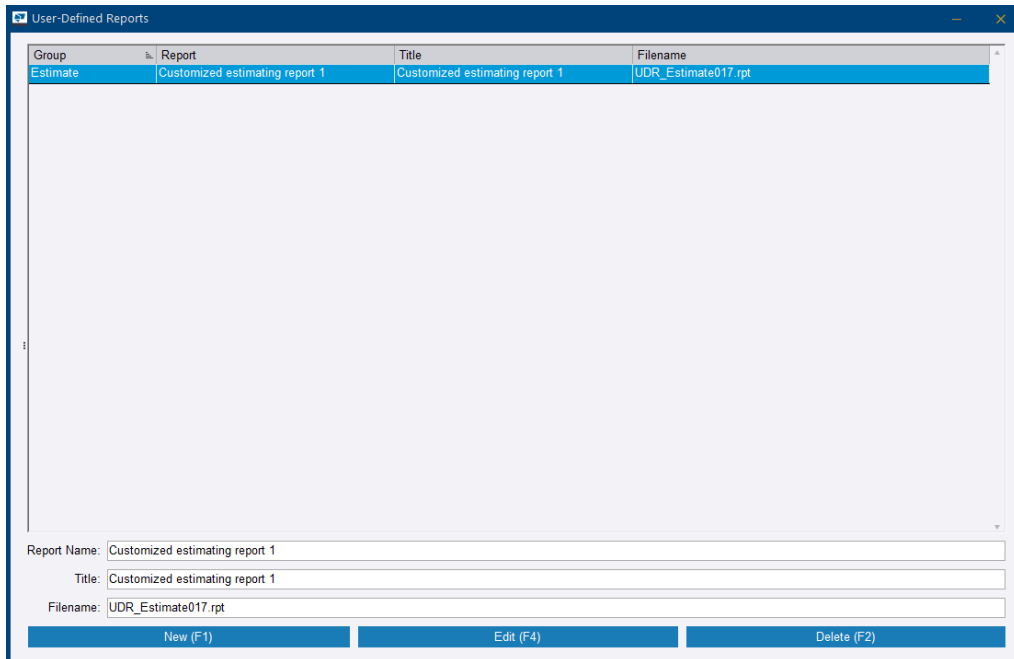 User-Defined Reports
Group Report Title Filename
Estimate Customized estimating report 1 Customized estimating report 1 UDR_Estimate017.rpt
Report Name: Customized estimating report 1
Title: Customized estimating report 1
Filename: UDR_Estimate017.rpt
New (F1) Edit (F4) Delete (F2)